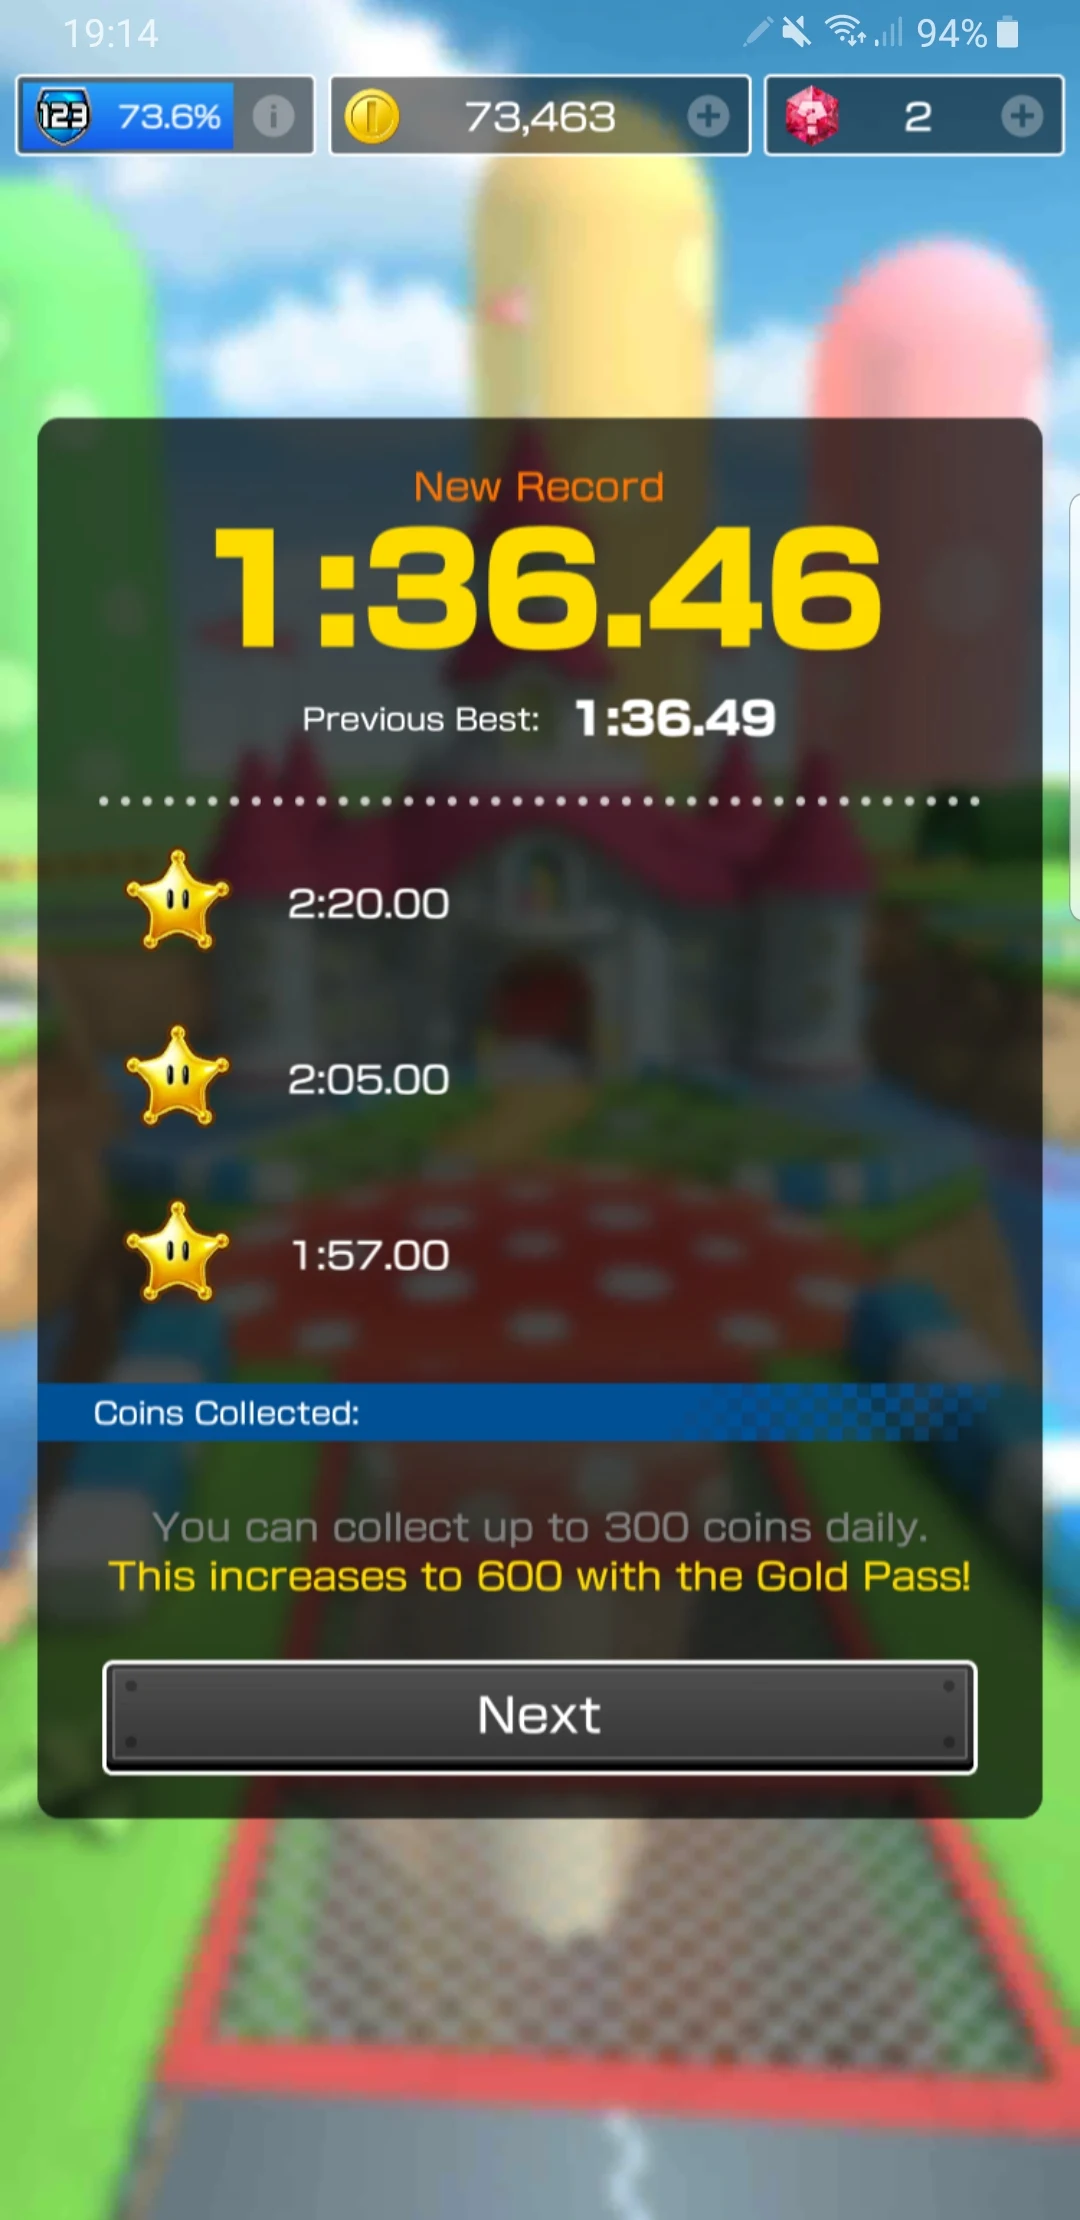 19:14 94%
123 73.6% i 73,463 + 2 +
New Record
1:36.46
Previous Best: 1:36.49
2:20.00
2:05.00
1:57.00
Coins Collected:
You can collect up to 300 coins daily.
This increases to 600 with the Gold Pass!
Next